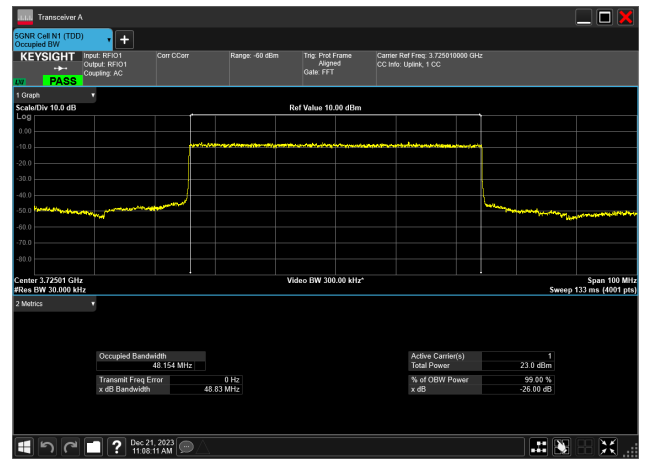 Transceiver A
5GNR Cell N1 (TDD)
Occupied BW
KEYSIGHT
Input: RFIO1
Output: RFIO1
Coupling: AC
Corr CCorr
Range: -60 dBm
Trig: Prot Frame
Aligned
Gate: FFT
Carrier Ref Freq: 3.725010000 GHz
CC Info: Uplink, 1 CC
LW PASS
1 Graph
Scale/Div 10.0 dB
Ref Value 10.00 dBm
Log
0.00
-10.0
-20.0
-30.0
-40.0
-50.0
-60.0
-70.0
-80.0
Center 3.72501 GHz
Video BW 300.00 kHz*
Span 100 MHz
#Res BW 30.000 kHz
Sweep 133 ms (4001 pts)
2 Metrics
Occupied Bandwidth
48.154 MHz
Active Carrier(s) 1
Total Power 23.0 dBm
Transmit Freq Error 0 Hz
x dB Bandwidth 48.83 MHz
% of OBW Power 99.00 %
x dB -26.00 dB
?
Dec 21, 2023
11:08:11 AM